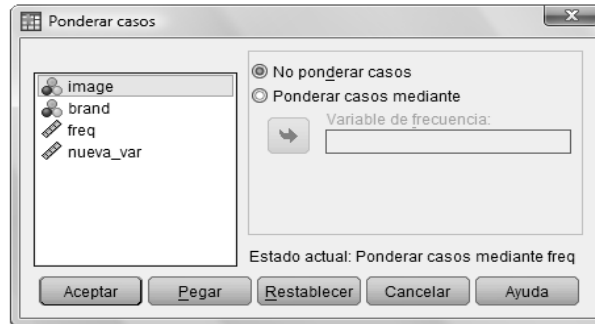 Ponderar casos
image
brand
freq
nueva_var
No ponderar casos
Ponderar casos mediante
Variable de frecuencia:
Estado actual: Ponderar casos mediante freq
Aceptar
Pegar
Restablecer
Cancelar
Ayuda